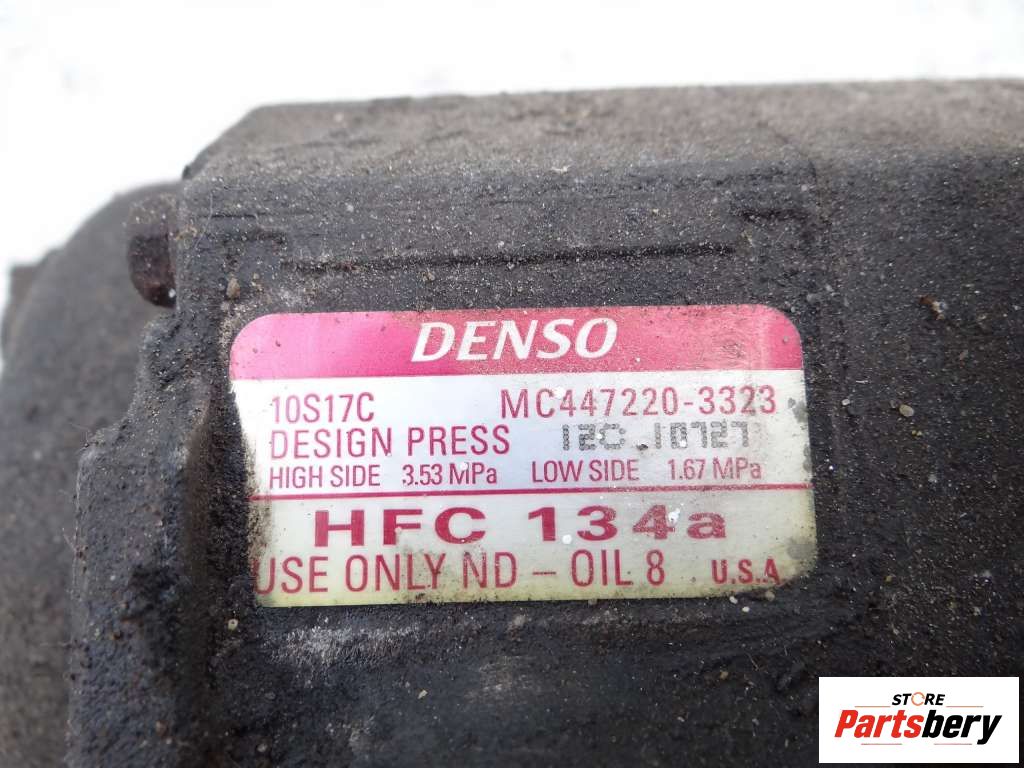 DENSO
10S17C MC447220-3323
DESIGN PRESS 12C.10727
HIGH SIDE 3.53 MPa LOW SIDE 1.67 MPa
HFC 134a
USE ONLY ND-OIL 8 U.S.A
STORE
Partsbery